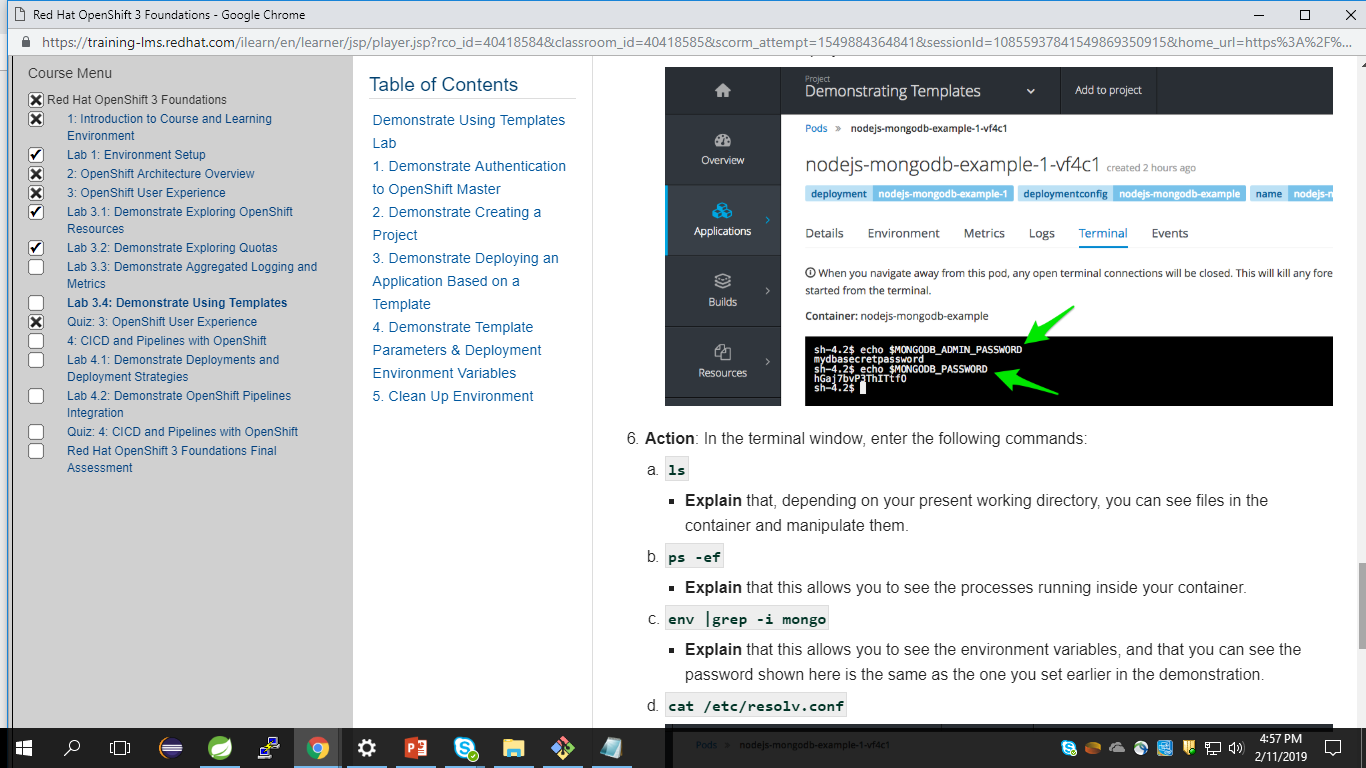 Red Hat OpenShift 3 Foundations - Google Chrome
https://training-lms.redhat.com/ilearn/en/learner/jsp/player.jsp?rco_id=40418584&classroom_id=40418585&scorm_attempt=1549884364841&sessionId=10855937841549869350915&home_url=https%3A%2F%...
Course Menu
Red Hat OpenShift 3 Foundations
1: Introduction to Course and Learning
Environment
Lab 1: Environment Setup
2: OpenShift Architecture Overview
3: OpenShift User Experience
Lab 3.1: Demonstrate Exploring OpenShift
Resources
Lab 3.2: Demonstrate Exploring Quotas
Lab 3.3: Demonstrate Aggregated Logging and
Metrics
Lab 3.4: Demonstrate Using Templates
Quiz: 3: OpenShift User Experience
4: CICD and Pipelines with OpenShift
Lab 4.1: Demonstrate Deployments and
Deployment Strategies
Lab 4.2: Demonstrate OpenShift Pipelines
Integration
Quiz: 4: CICD and Pipelines with OpenShift
Red Hat OpenShift 3 Foundations Final
Assessment
Table of Contents
Demonstrate Using Templates
Lab
1. Demonstrate Authentication
to OpenShift Master
2. Demonstrate Creating a
Project
3. Demonstrate Deploying an
Application Based on a
Template
4. Demonstrate Template
Parameters & Deployment
Environment Variables
5. Clean Up Environment
Project
Demonstrating Templates
Add to project
Overview
Applications
Builds
Resources
Pods » nodejs-mongodb-example-1-vf4c1
nodejs-mongodb-example-1-vf4c1 created 2 hours ago
deployment nodejs-mongodb-example-1 deploymentconfig nodejs-mongodb-example name nodejs-n
Details Environment Metrics Logs Terminal Events
When you navigate away from this pod, any open terminal connections will be closed. This will kill any fore
started from the terminal.
Container: nodejs-mongodb-example
sh-4.2$ echo $MONGODB_ADMIN_PASSWORD
mydbasecretpassword
sh-4.2$ echo $MONGODB_PASSWORD
hGaj7bvP3ThITtfO
sh-4.2$
6. Action: In the terminal window, enter the following commands:
a. ls
▪ Explain that, depending on your present working directory, you can see files in the
container and manipulate them.
b. ps -ef
▪ Explain that this allows you to see the processes running inside your container.
c. env |grep -i mongo
▪ Explain that this allows you to see the environment variables, and that you can see the
password shown here is the same as the one you set earlier in the demonstration.
d. cat /etc/resolv.conf
Pods » nodejs-mongodb-example-1-vf4c1
4:57 PM
2/11/2019